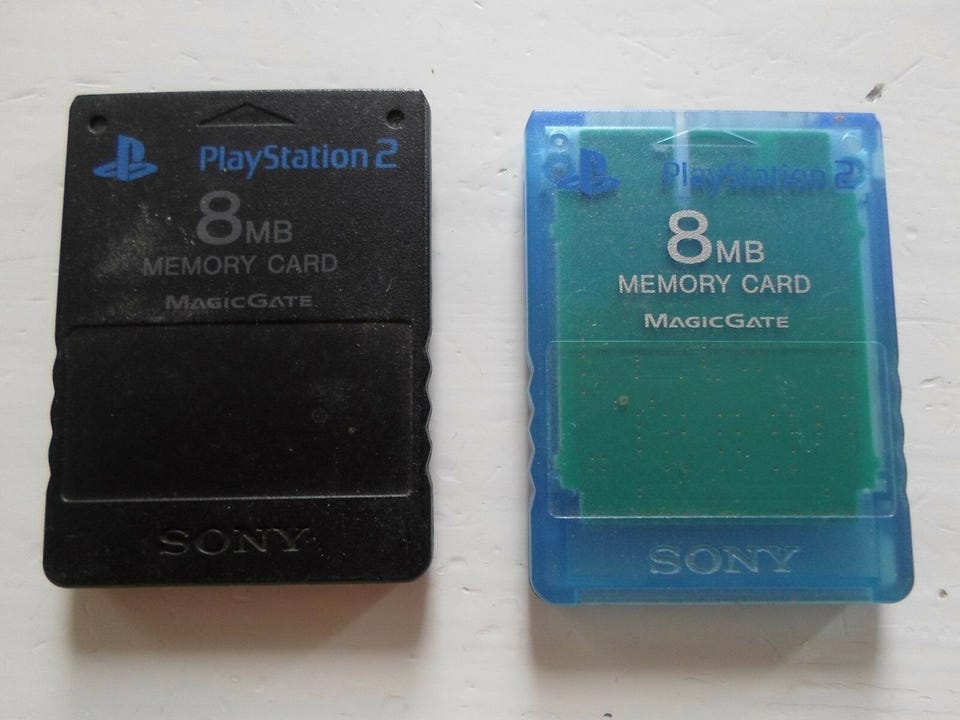 PlayStation 2
8MB
MEMORY CARD
MAGICGATE
SONY
PlayStation 2
8MB
MEMORY CARD
MAGICGATE
SONY